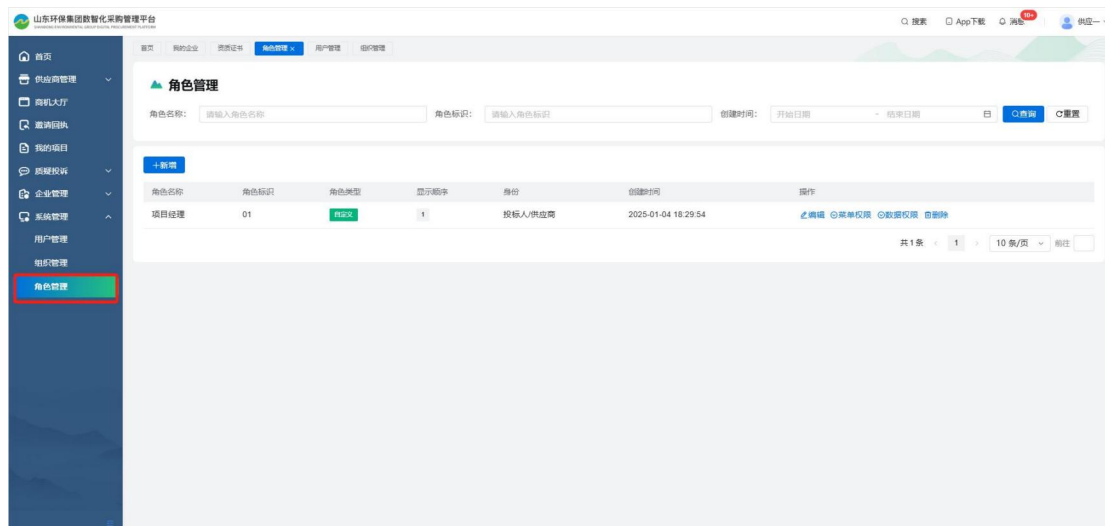 山东环保集团数智化采购管理平台
搜索 App下载 消息 10+ 供应一
首页 我的企业 资质证书 角色管理 × 用户管理 组织管理
首页
供应商管理
商机大厅
邀请回执
我的项目
质疑投诉
企业管理
系统管理
用户管理
组织管理
角色管理
角色管理
角色名称: 请输入角色名称 角色标识: 请输入角色标识 创建时间: 开始日期 - 结束日期 查询 重置
+新增
角色名称 角色标识 角色类型 显示顺序 身份 创建时间 操作
项目经理 01 自定义 1 投标人/供应商 2025-01-04 18:29:54 编辑 菜单权限 数据权限 删除
共1条 1 10条/页 前往